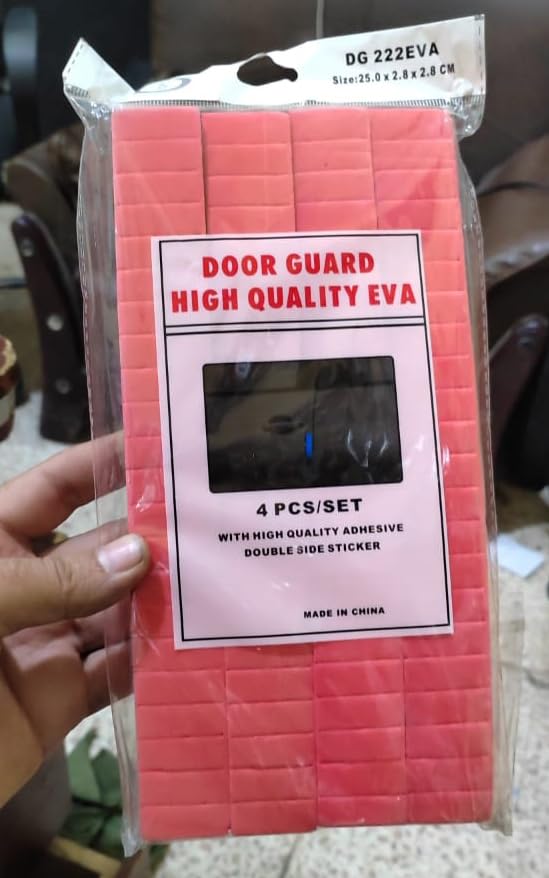 DG 222EVA
Size:25.0 x 2.8 x 2.8 CM
DOOR GUARD
HIGH QUALITY EVA
4 PCS/SET
WITH HIGH QUALITY ADHESIVE
DOUBLE SIDE STICKER
MADE IN CHINA